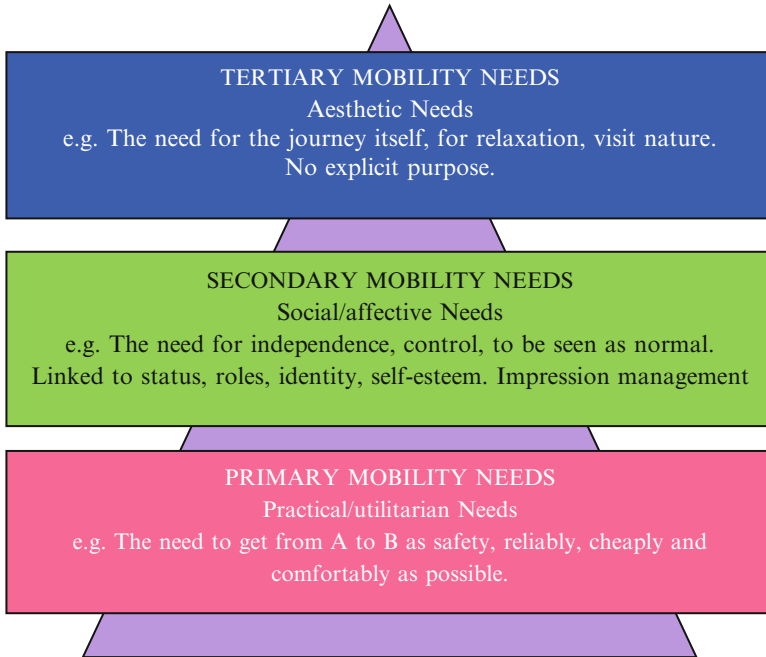 TERTIARY MOBILITY NEEDS
Aesthetic Needs
e.g. The need for the journey itself, for relaxation, visit nature.
No explicit purpose.
SECONDARY MOBILITY NEEDS
Social/affective Needs
e.g. The need for independence, control, to be seen as normal.
Linked to status, roles, identity, self-esteem. Impression management
PRIMARY MOBILITY NEEDS
Practical/utilitarian Needs
e.g. The need to get from A to B as safety, reliably, cheaply and
comfortably as possible.